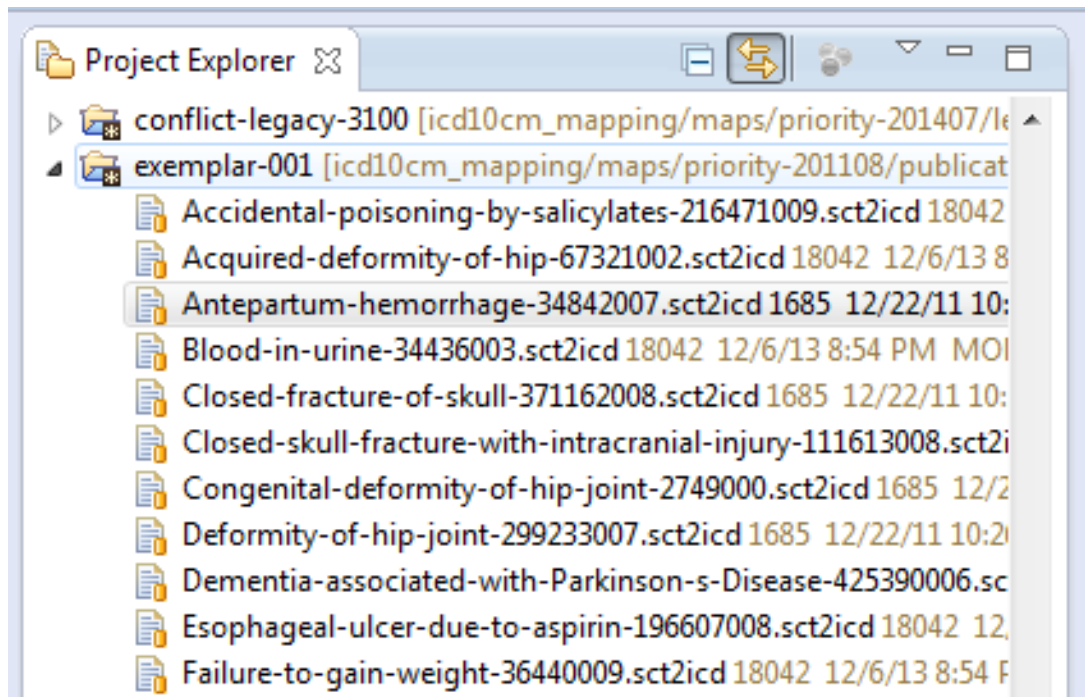 Project Explorer
conflict-legacy-3100 [icd10cm_mapping/maps/priority-201407/le
exemplar-001 [icd10cm_mapping/maps/priority-201108/publicat
Accidental-poisoning-by-salicylates-216471009.sct2icd 18042
Acquired-deformity-of-hip-67321002.sct2icd 18042 12/6/13 8
Antepartum-hemorrhage-34842007.sct2icd 1685 12/22/11 10:
Blood-in-urine-34436003.sct2icd 18042 12/6/13 8:54 PM MOI
Closed-fracture-of-skull-371162008.sct2icd 1685 12/22/11 10:
Closed-skull-fracture-with-intracranial-injury-111613008.sct2i
Congenital-deformity-of-hip-joint-2749000.sct2icd 1685 12/2
Deformity-of-hip-joint-299233007.sct2icd 1685 12/22/11 10:20
Dementia-associated-with-Parkinson-s-Disease-425390006.sc
Esophageal-ulcer-due-to-aspirin-196607008.sct2icd 18042 12
Failure-to-gain-weight-36440009.sct2icd 18042 12/6/13 8:54 P